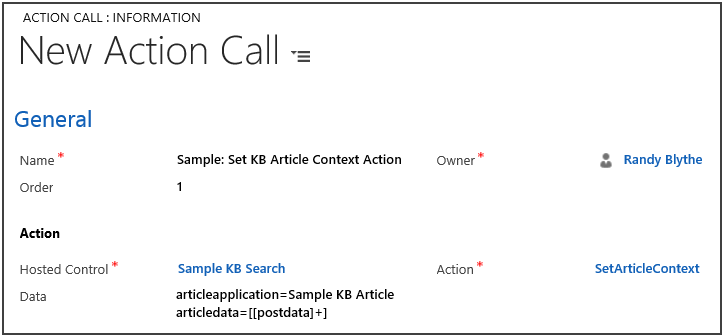 ACTION CALL : INFORMATION
New Action Call
General
Name * Sample: Set KB Article Context Action Owner * Randy Blythe
Order 1
Action
Hosted Control * Sample KB Search Action * SetArticleContext
Data articleapplication=Sample KB Article
articledata=[[postdata]+]